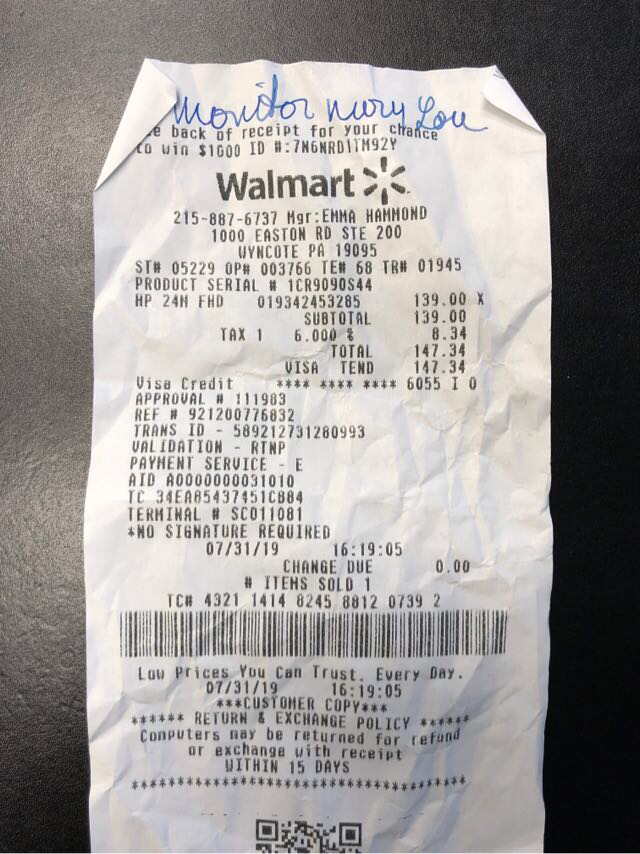 Monitor Mary Lou
e back of receipt for your chance
to win $1000 ID #:7N6NRD1TM92Y
Walmart
215-887-6737 Mgr:EMMA HAMMOND
1000 EASTON RD STE 200
WYNCOTE PA 19095
ST# 05229 OP# 003766 TE# 68 TR# 01945
PRODUCT SERIAL # 1CR9090S44
HP 24M FHD 019342453285 139.00 X
SUBTOTAL 139.00
TAX 1 6.000 % 8.34
TOTAL 147.34
VISA TEND 147.34
Visa Credit **** **** **** 6055 I 0
APPROVAL # 111983
REF # 921200776832
TRANS ID - 589212731280993
VALIDATION - RTNP
PAYMENT SERVICE - E
AID A0000000031010
TC 34EA85437451CB84
TERMINAL # SC011081
*NO SIGNATURE REQUIRED
07/31/19 16:19:05
CHANGE DUE 0.00
# ITEMS SOLD 1
TC# 4321 1414 8245 8812 0739 2
Low Prices You Can Trust. Every Day.
07/31/19 16:19:05
***CUSTOMER COPY***
****** RETURN & EXCHANGE POLICY ******
Computers may be returned for refund
or exchange with receipt
WITHIN 15 DAYS
**************************************